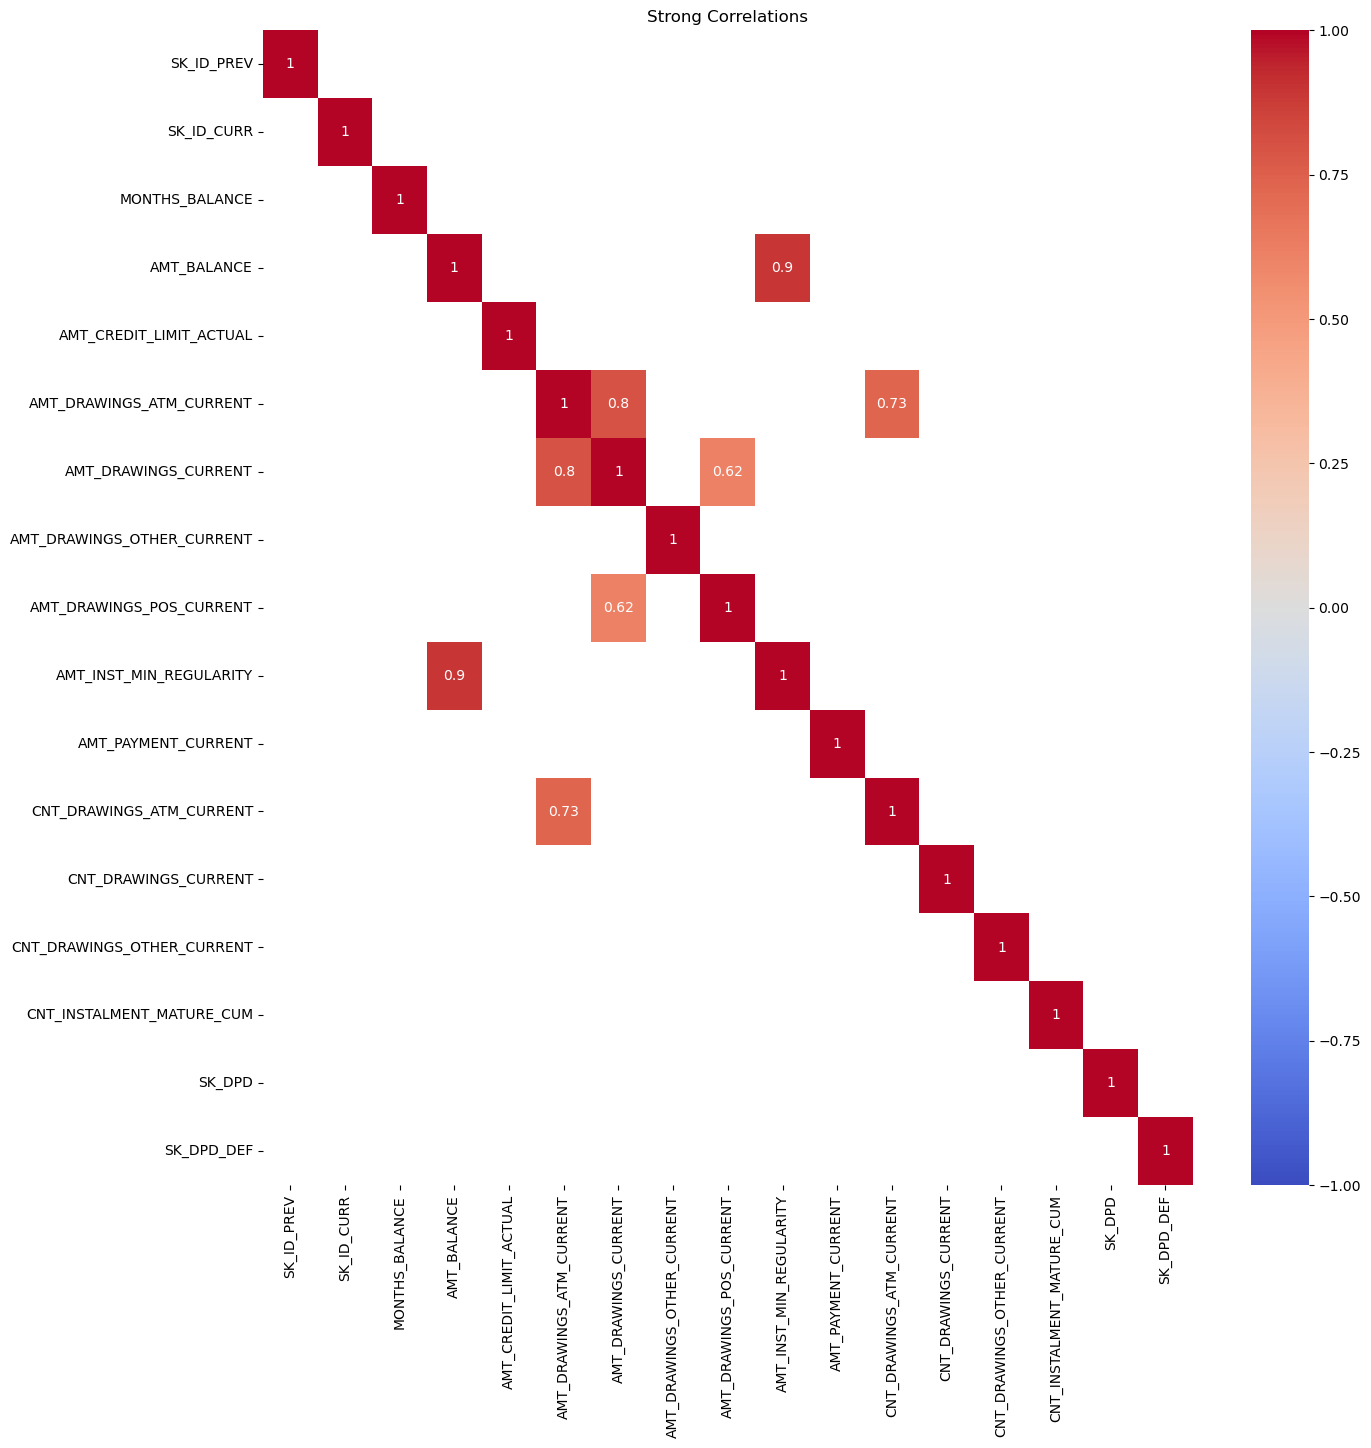 Strong Correlations
SK_ID_PREV
1
SK_ID_CURR
1
MONTHS_BALANCE
1
AMT_BALANCE
1 0.9
AMT_CREDIT_LIMIT_ACTUAL
1
AMT_DRAWINGS_ATM_CURRENT
1 0.8 0.73
AMT_DRAWINGS_CURRENT
0.8 1 0.62
AMT_DRAWINGS_OTHER_CURRENT
1
AMT_DRAWINGS_POS_CURRENT
0.62 1
AMT_INST_MIN_REGULARITY
0.9 1
AMT_PAYMENT_CURRENT
1
CNT_DRAWINGS_ATM_CURRENT
0.73 1
CNT_DRAWINGS_CURRENT
1
CNT_DRAWINGS_OTHER_CURRENT
1
CNT_INSTALMENT_MATURE_CUM
1
SK_DPD
1
SK_DPD_DEF
1
SK_ID_PREV
SK_ID_CURR
MONTHS_BALANCE
AMT_BALANCE
AMT_CREDIT_LIMIT_ACTUAL
AMT_DRAWINGS_ATM_CURRENT
AMT_DRAWINGS_CURRENT
AMT_DRAWINGS_OTHER_CURRENT
AMT_DRAWINGS_POS_CURRENT
AMT_INST_MIN_REGULARITY
AMT_PAYMENT_CURRENT
CNT_DRAWINGS_ATM_CURRENT
CNT_DRAWINGS_CURRENT
CNT_DRAWINGS_OTHER_CURRENT
CNT_INSTALMENT_MATURE_CUM
SK_DPD
SK_DPD_DEF
1.00
0.75
0.50
0.25
0.00
−0.25
−0.50
−0.75
−1.00